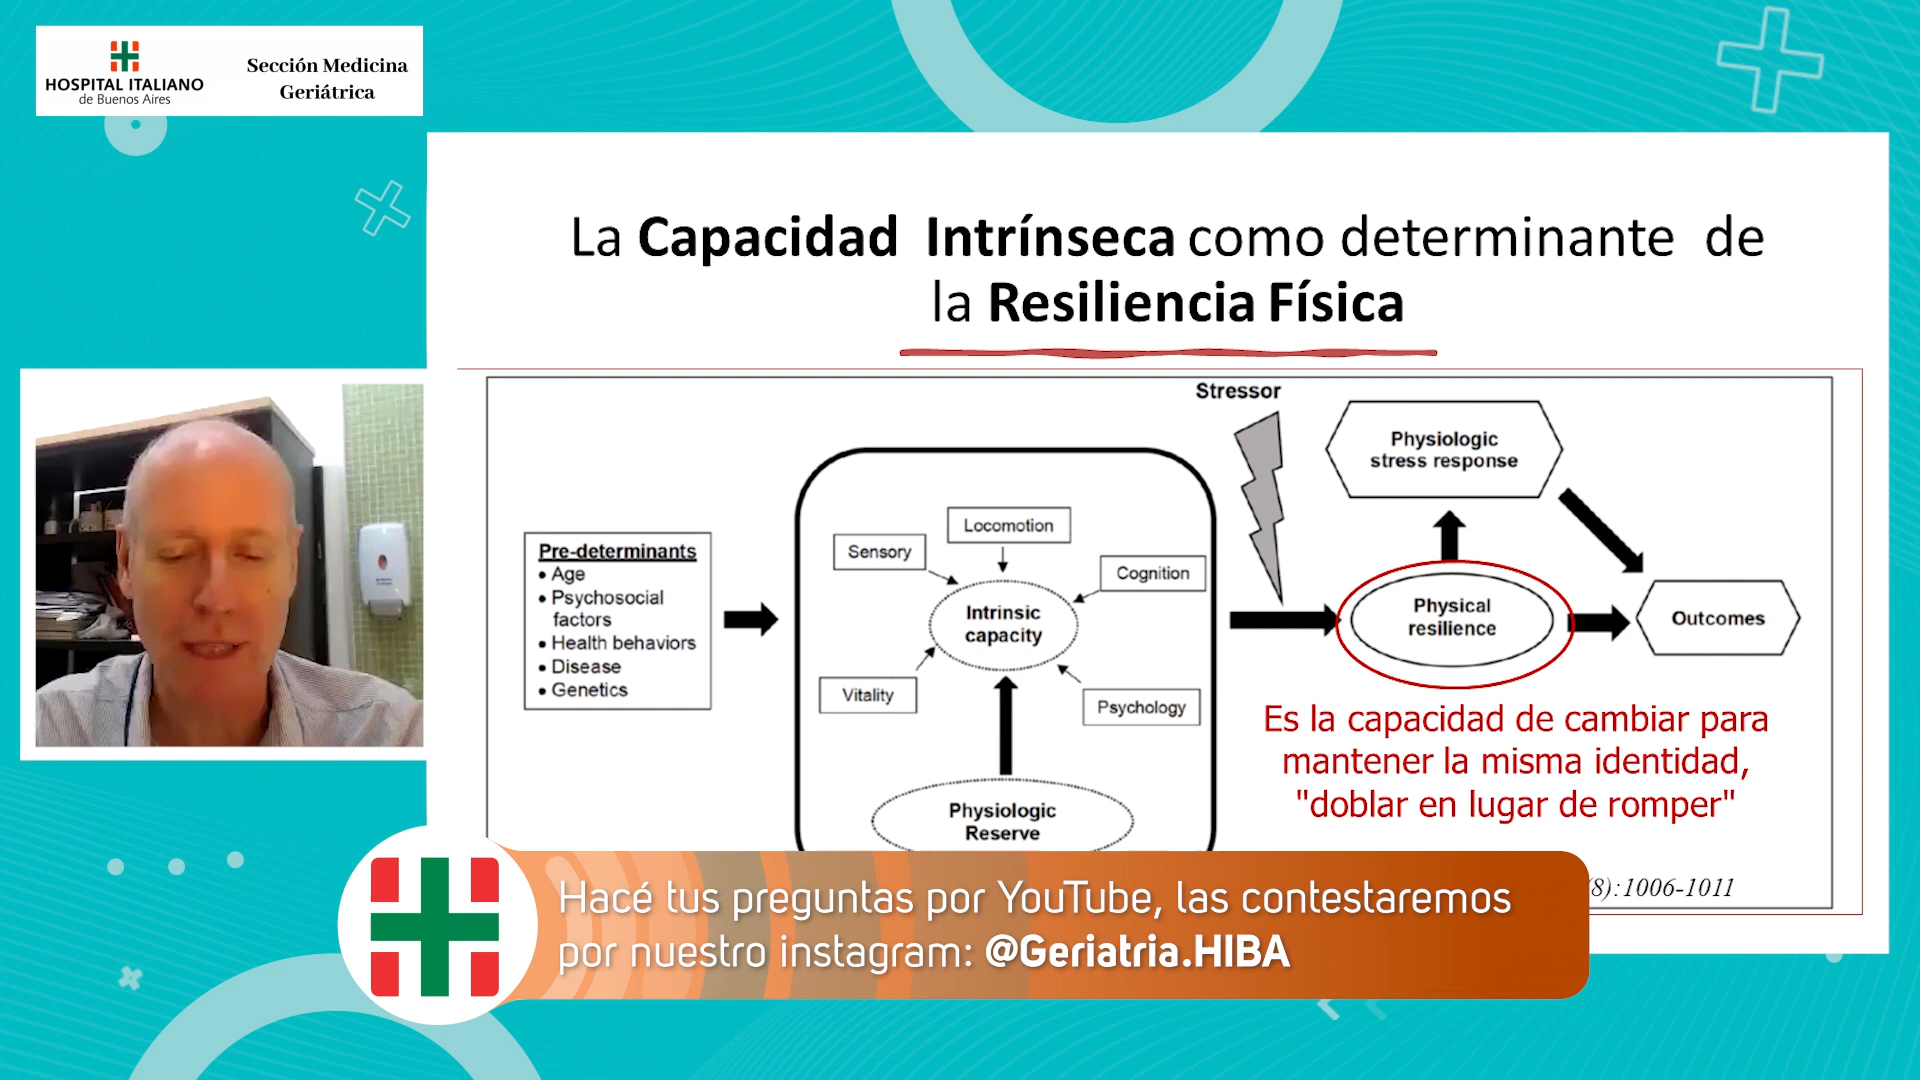 HOSPITAL ITALIANO
de Buenos Aires
Sección Medicina
Geriátrica
La Capacidad Intrínseca como determinante de
la Resiliencia Física
Stressor
Physiologic
stress response
Pre-determinants
• Age
• Psychosocial
factors
• Health behaviors
• Disease
• Genetics
Locomotion
Sensory
Cognition
Intrinsic
capacity
Vitality
Psychology
Physiologic
Reserve
Physical
resilience
Outcomes
Es la capacidad de cambiar para
mantener la misma identidad,
"doblar en lugar de romper"
(8):1006-1011
Hacé tus preguntas por YouTube, las contestaremos
por nuestro instagram: @Geriatria.HIBA